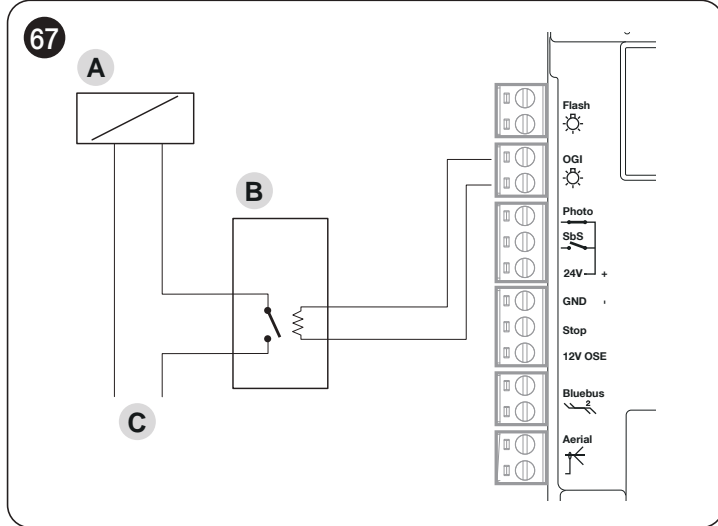 67
A
B
C
Flash
OGI
Photo
SbS
24V +
GND -
Stop
12V OSE
Bluebus
2
Aerial